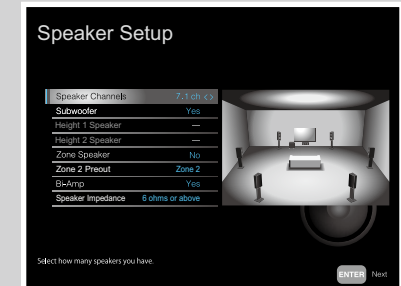 Speaker Setup
Speaker Channels 7.1 ch <>
Subwoofer Yes
Height 1 Speaker —
Height 2 Speaker —
Zone Speaker No
Zone 2 Preout Zone 2
Bi-Amp Yes
Speaker Impedance 6 ohms or above
Select how many speakers you have.
ENTER Next